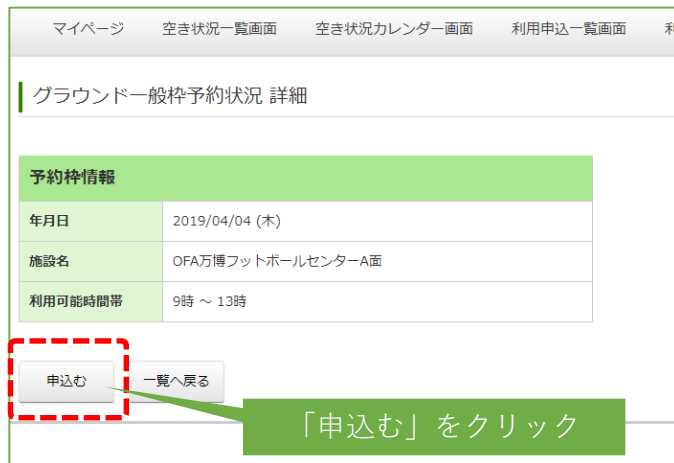 マイページ 空き状況一覧画面 空き状況カレンダー画面 利用申込一覧画面
グラウンド一般枠予約状況 詳細
予約枠情報
年月日 2019/04/04 (木)
施設名 OFA万博フットボールセンターA面
利用可能時間帯 9時 ～ 13時
申込む 一覧へ戻る
「申込む」をクリック